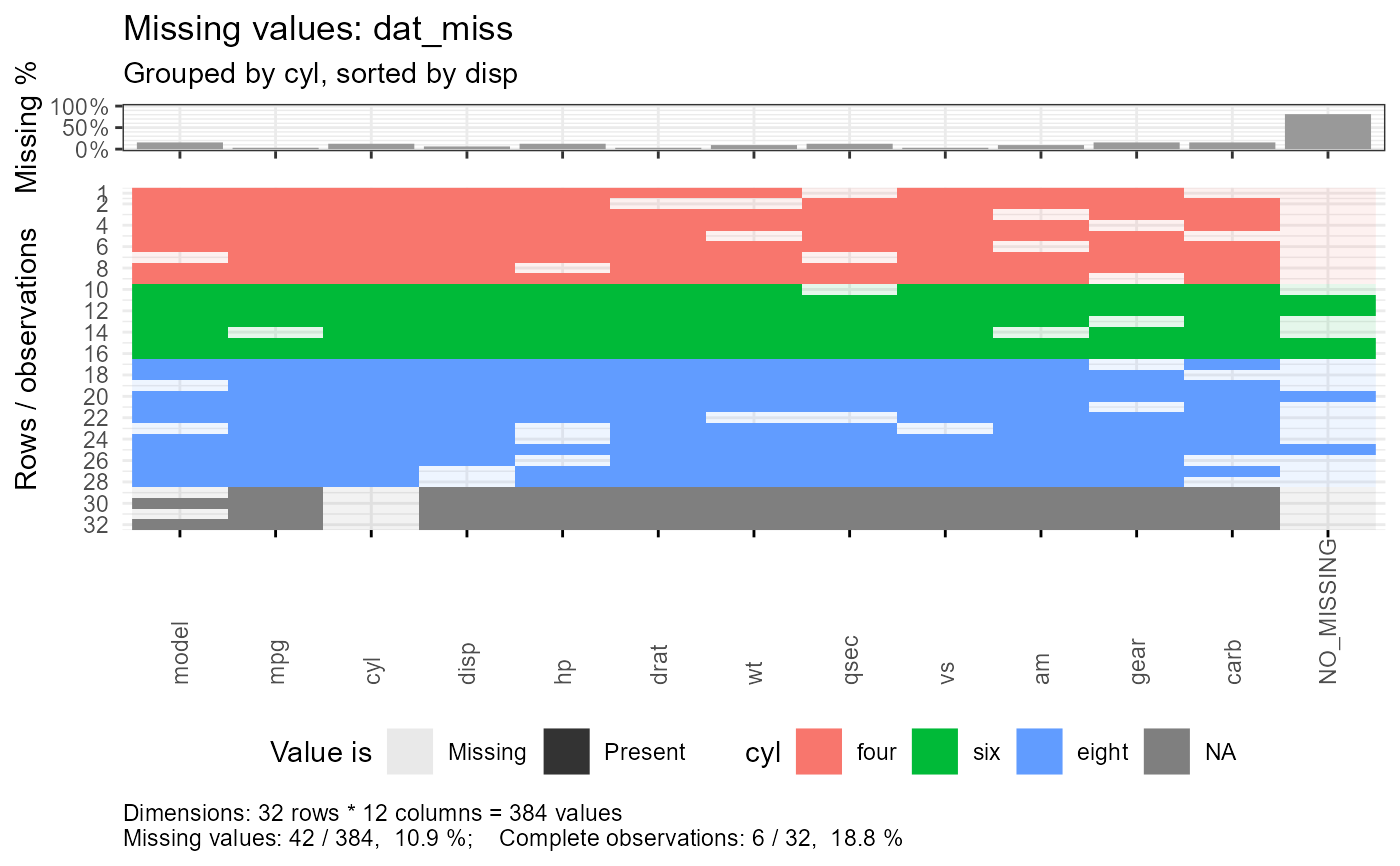 Missing values: dat_miss
Grouped by cyl, sorted by disp
Missing %
100%
50%
0%
Rows / observations
1
2
4
6
8
10
12
14
16
18
20
22
24
26
28
30
32
model mpg cyl disp hp drat wt qsec vs am gear carb NO_MISSING
Value is Missing Present cyl four six eight NA
Dimensions: 32 rows * 12 columns = 384 values
Missing values: 42 / 384, 10.9 %; Complete observations: 6 / 32, 18.8 %